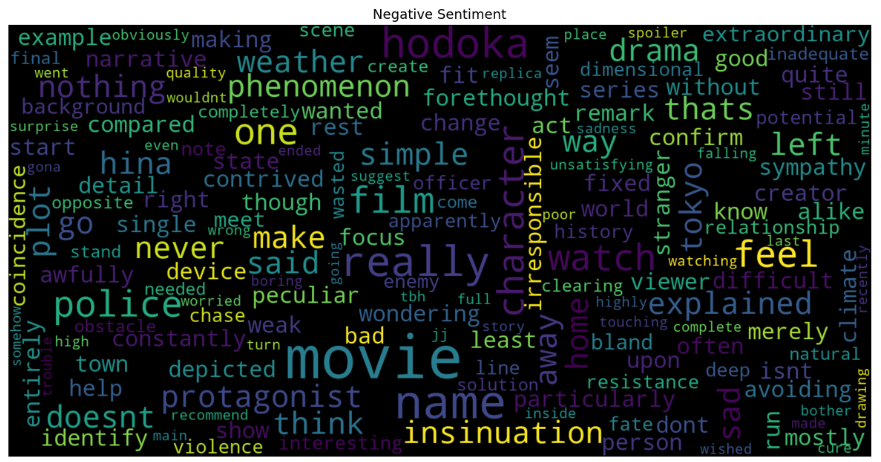 Negative Sentiment
example obviously making scene hodoka drama place spoiler extraordinary
final narrative weather create fit replica seem dimensional good inadequate
nothing went quality phenomenon forethought series without quite still
background wouldnt completely wanted change remark thats potential
surprise compared one rest act way confirm left minute
start even note state simple character sadness falling
gona hina contrived officer unsatisfying sympathy
detail wasted suggest stranger fixed tokyo creator
coincidence plot opposite right though film come irresponsible poor world know alike
go single meet wrong apparently history relationship
stand never make focus really watch last feel
awfully device said going enemy clearing watching viewer difficult climate recently
needed boring peculiar tbh full wondering home highly explained
police worried chase weak least away touching complete merely
somehow obstacle constantly bad story bland often natural
high turn jj movie line upon deep isnt
entirely trouble town depicted solution resistance avoiding
help protagonist name particularly sad bother drawing
doesnt recommend think inside fate dont run made mostly
identify main show interesting insinuation person wished cure
violence ended